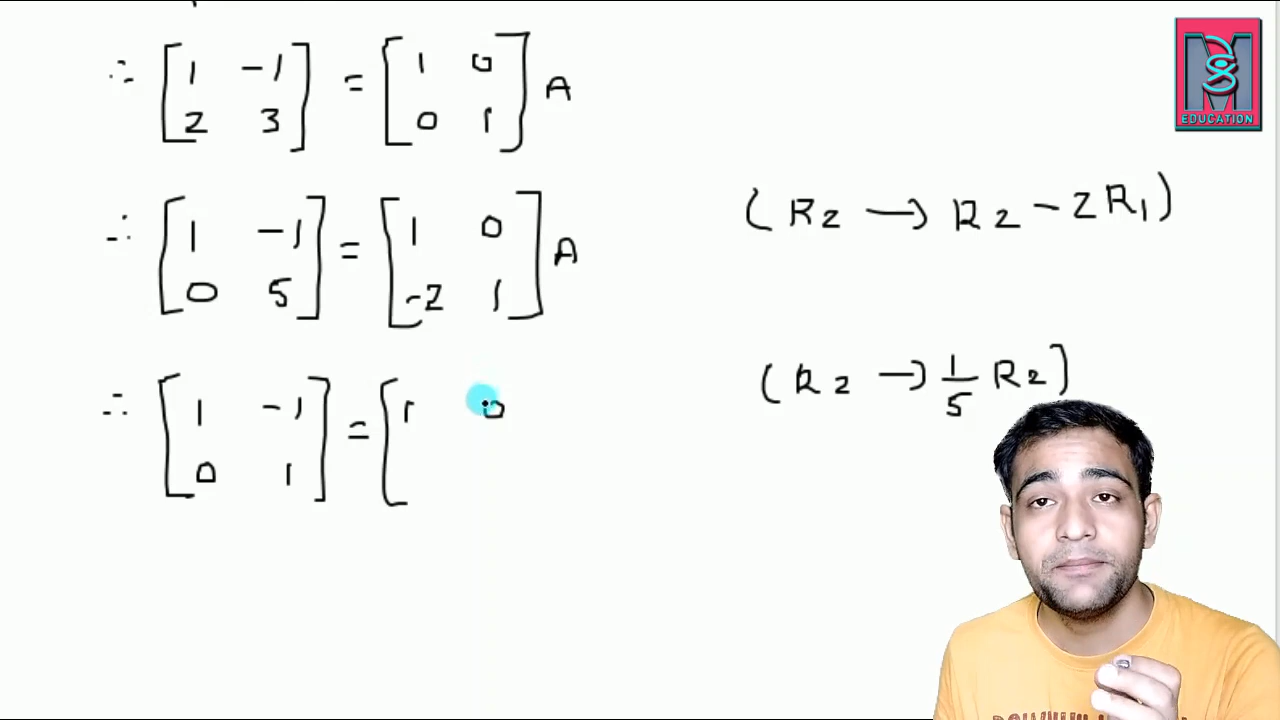 ∴ [ 1 -1 ] = [ 1 0 ] A
[ 2 3 ] [ 0 1 ]
(R2 → R2 - 2R1)
∴ [ 1 -1 ] = [ 1 0 ] A
[ 0 5 ] [ -2 1 ]
(R2 → 1/5 R2)
∴ [ 1 -1 ] = [ 1 0
[ 0 1 ]
MS
EDUCATION